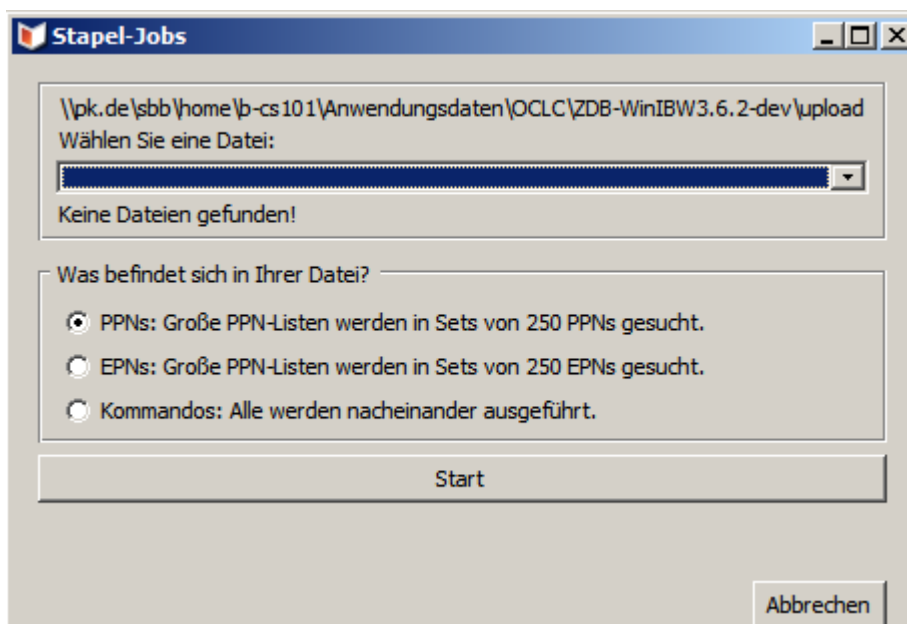 Stapel-Jobs
\\pk.de\sbb\home\b-cs101\Anwendungsdaten\OCLC\ZDB-WinIBW3.6.2-dev\upload
Wählen Sie eine Datei:
Keine Dateien gefunden!
Was befindet sich in Ihrer Datei?
PPNs: Große PPN-Listen werden in Sets von 250 PPNs gesucht.
EPNs: Große PPN-Listen werden in Sets von 250 EPNs gesucht.
Kommandos: Alle werden nacheinander ausgeführt.
Start
Abbrechen